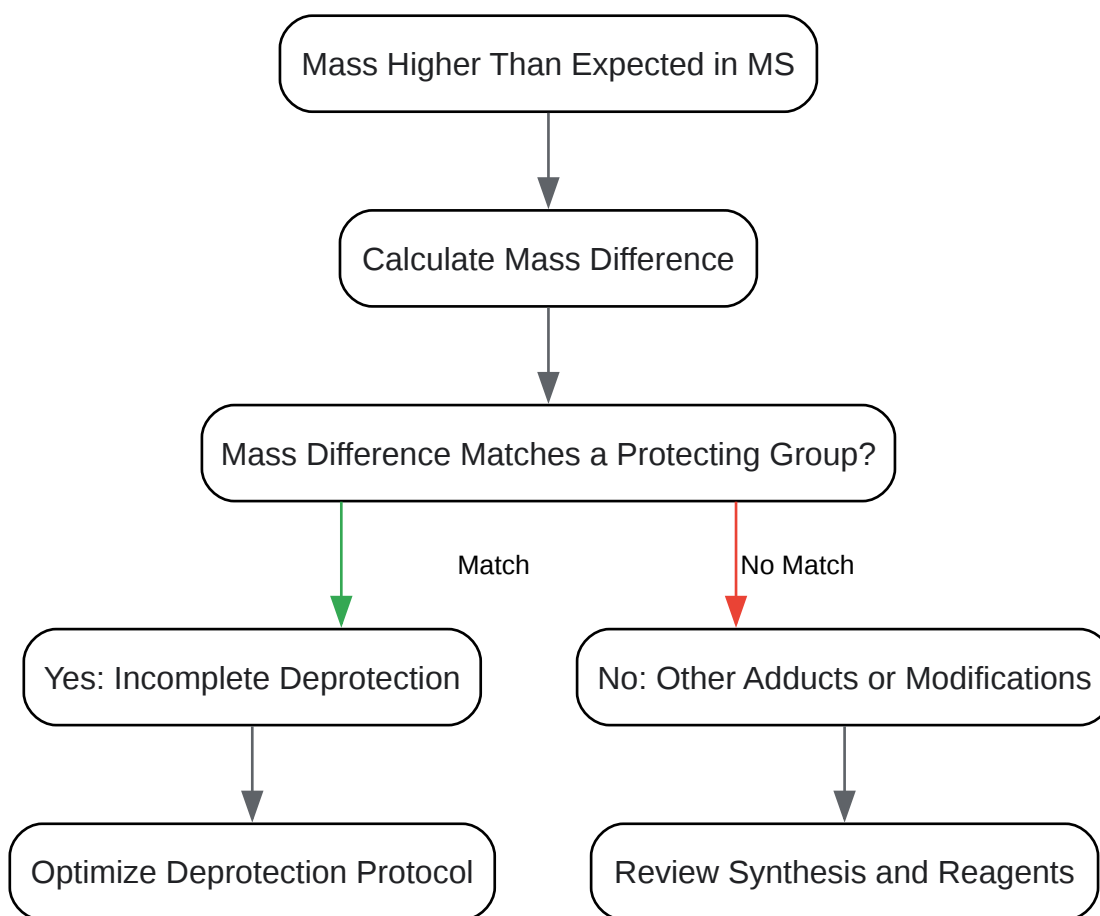 Mass Higher Than Expected in MS
Calculate Mass Difference
Mass Difference Matches a Protecting Group?
Match
No Match
Yes: Incomplete Deprotection
No: Other Adducts or Modifications
Optimize Deprotection Protocol
Review Synthesis and Reagents